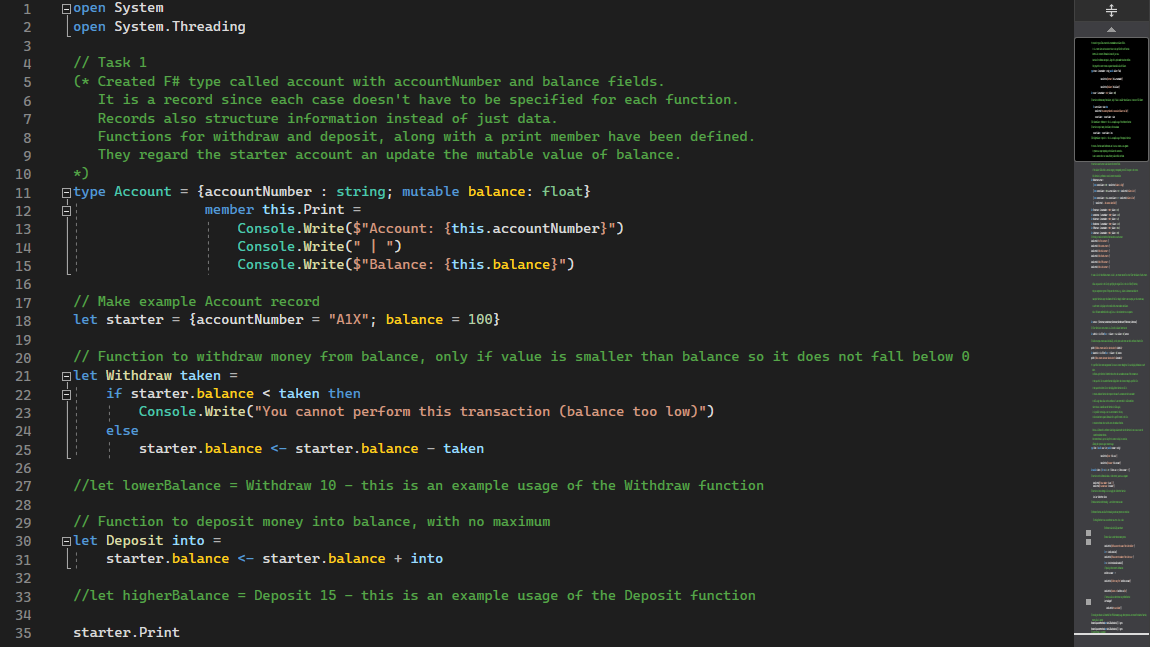 1 open System
2 open System.Threading
3
4 // Task 1
5 (* Created F# type called account with accountNumber and balance fields.
6 It is a record since each case doesn't have to be specified for each function.
7 Records also structure information instead of just data.
8 Functions for withdraw and deposit, along with a print member have been defined.
9 They regard the starter account an update the mutable value of balance.
10 *)
11 type Account = {accountNumber : string; mutable balance: float}
12 member this.Print =
13 Console.Write($"Account: {this.accountNumber}")
14 Console.Write(" | ")
15 Console.Write($"Balance: {this.balance}")
16
17 // Make example Account record
18 let starter = {accountNumber = "A1X"; balance = 100}
19
20 // Function to withdraw money from balance, only if value is smaller than balance so it does not fall below 0
21 let Withdraw taken =
22 if starter.balance < taken then
23 Console.Write("You cannot perform this transaction (balance too low)")
24 else
25 starter.balance <- starter.balance - taken
26
27 //let lowerBalance = Withdraw 10 - this is an example usage of the Withdraw function
28
29 // Function to deposit money into balance, with no maximum
30 let Deposit into =
31 starter.balance <- starter.balance + into
32
33 //let higherBalance = Deposit 15 - this is an example usage of the Deposit function
34
35 starter.Print